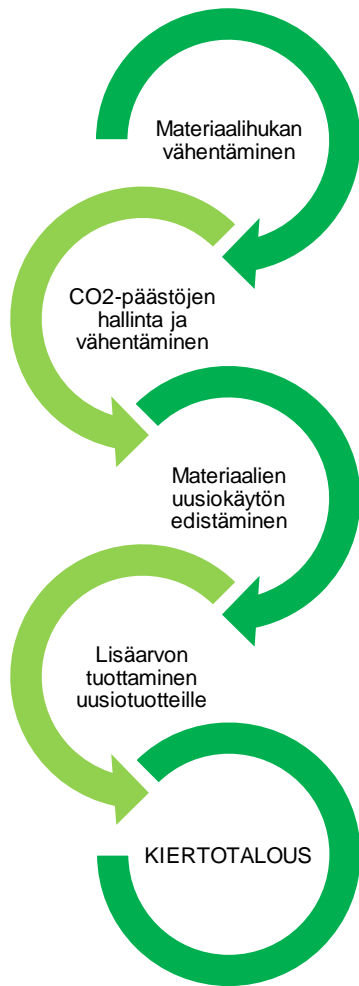 Materiaalihukan
vähentäminen
CO2-päästöjen
hallinta ja
vähentäminen
Materiaalien
uusiokäytön
edistäminen
Lisäarvon
tuottaminen
uusiotuotteille
KIERTOTALOUS